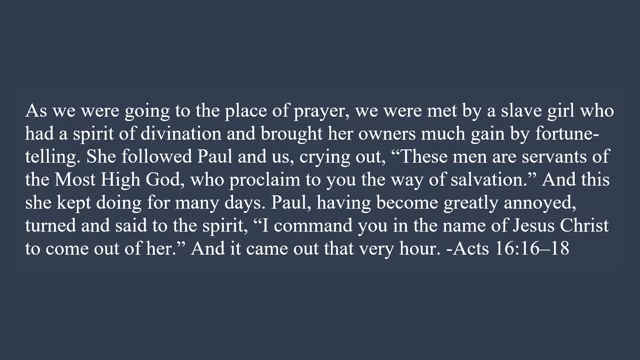 As we were going to the place of prayer, we were met by a slave girl who
had a spirit of divination and brought her owners much gain by fortune-
telling. She followed Paul and us, crying out, “These men are servants of
the Most High God, who proclaim to you the way of salvation.” And this
she kept doing for many days. Paul, having become greatly annoyed,
turned and said to the spirit, “I command you in the name of Jesus Christ
to come out of her.” And it came out that very hour. -Acts 16:16–18